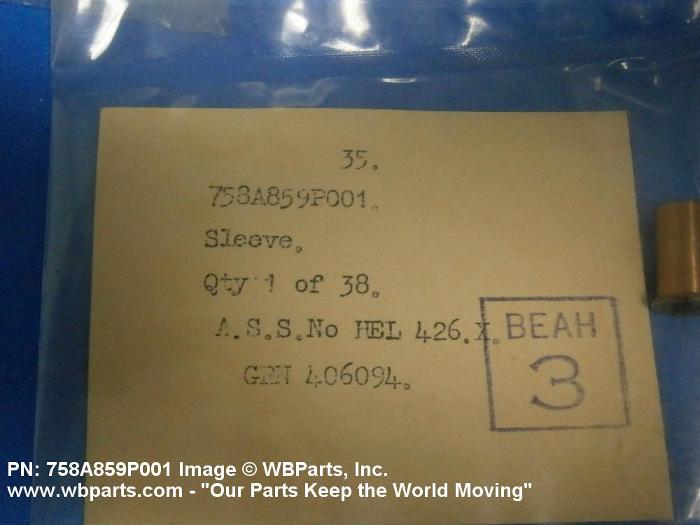 35.
758A859P001.
Sleeve.
Qty 1 of 38.
A.S.S.No HEL 426.X.
GRN 406094.
BEAH
3
PN: 758A859P001 Image © WBParts, Inc.
www.wbparts.com - "Our Parts Keep the World Moving"